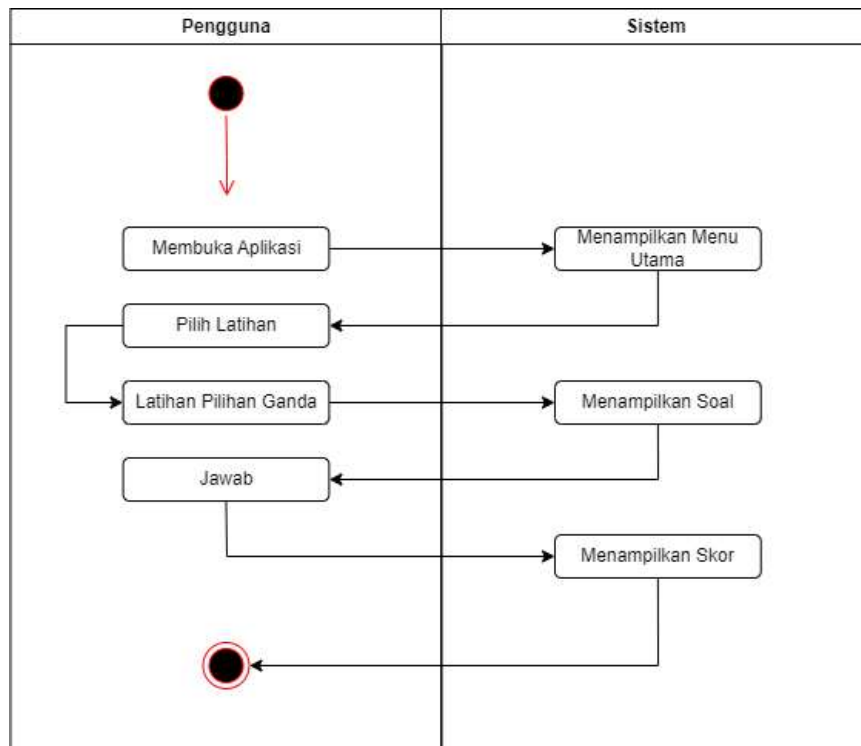 Pengguna
Sistem
Membuka Aplikasi
Menampilkan Menu
Utama
Pilih Latihan
Latihan Pilihan Ganda
Menampilkan Soal
Jawab
Menampilkan Skor